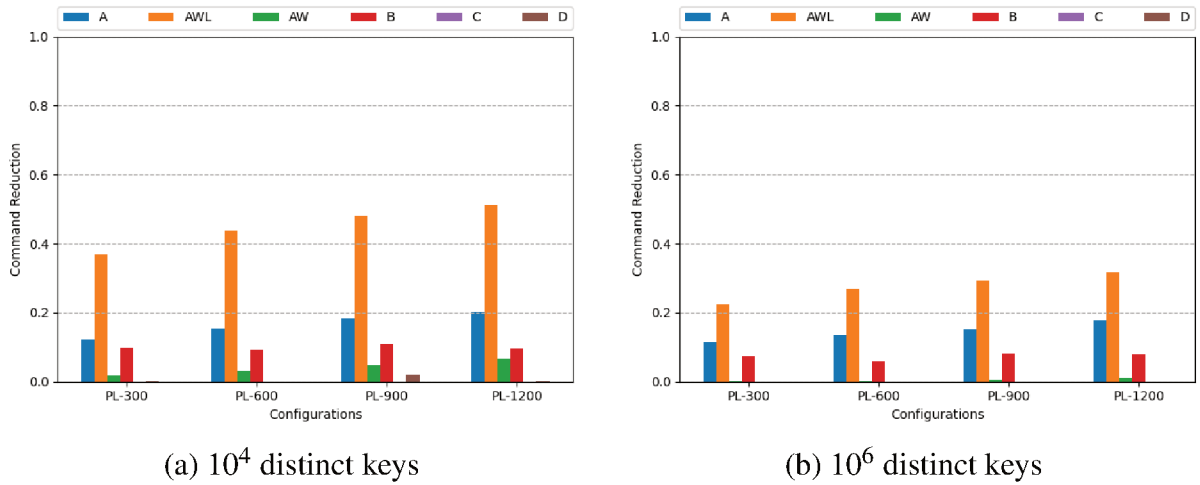 A AWL AW B C D
1.0
0.8
0.6
0.4
0.2
0.0
Command Reduction
PL-300 PL-600 PL-900 PL-1200
Configurations
(a) 10⁴ distinct keys
A AWL AW B C D
1.0
0.8
0.6
0.4
0.2
0.0
Command Reduction
PL-300 PL-600 PL-900 PL-1200
Configurations
(b) 10⁶ distinct keys